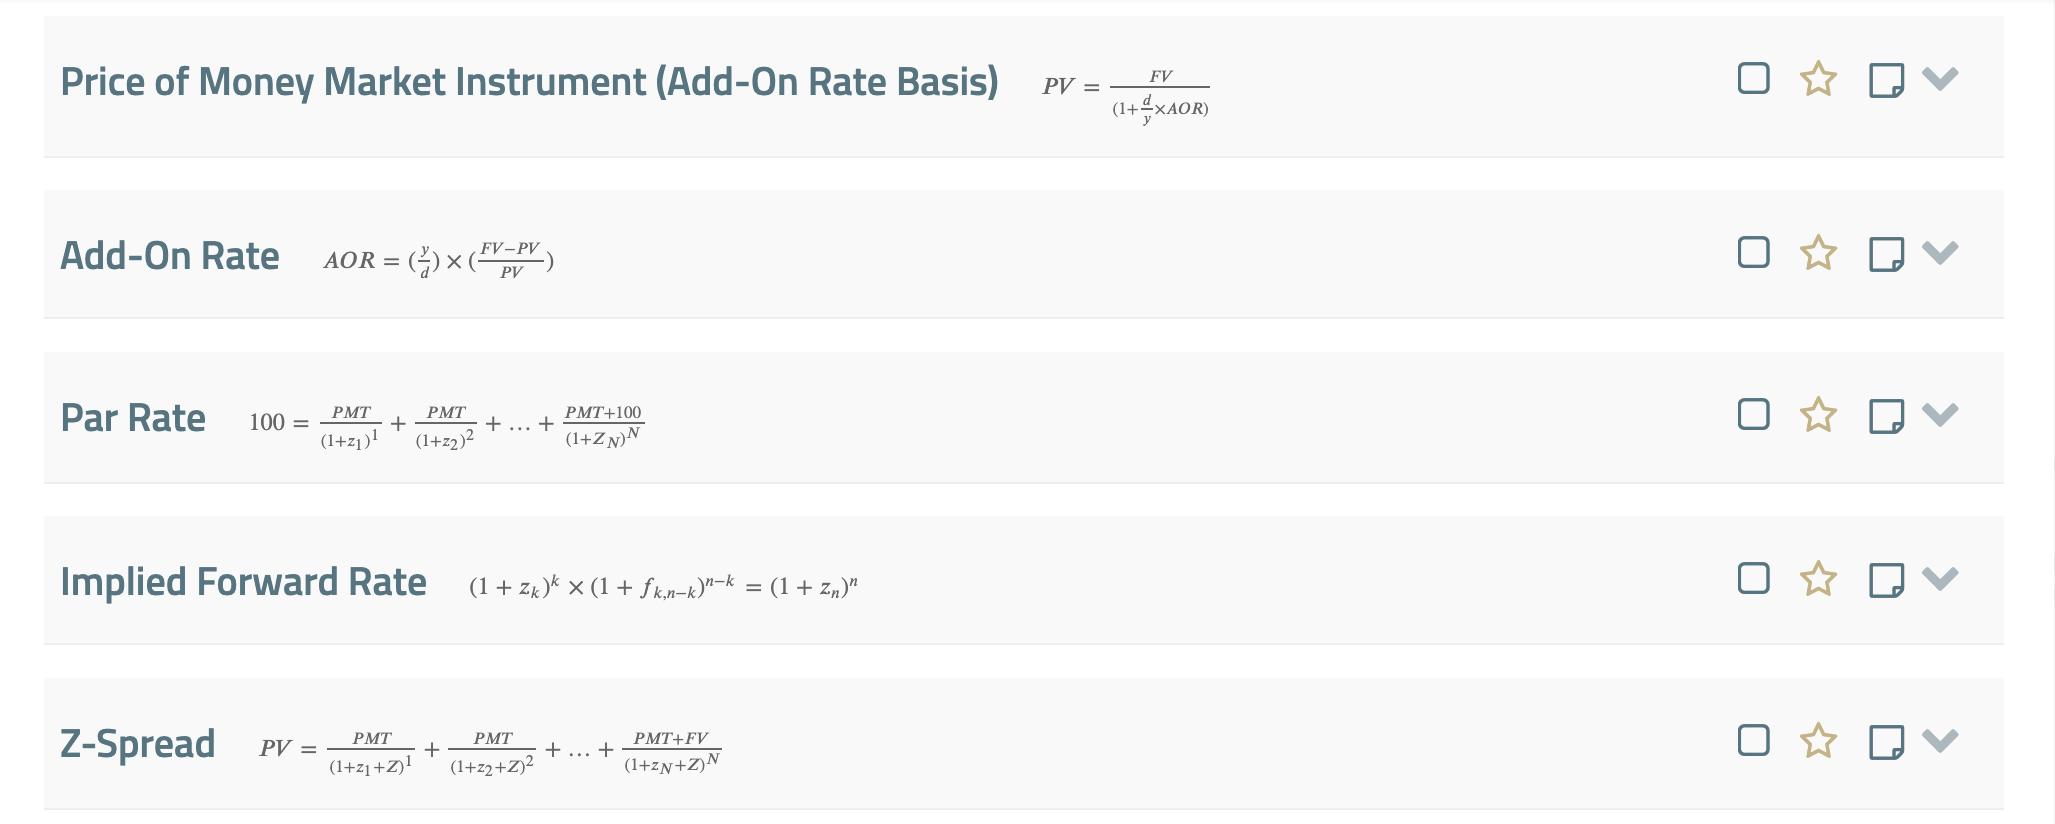 Price of Money Market Instrument (Add-On Rate Basis) $PV = \frac{FV}{(1+\frac{d}{y} \times AOR)}$
Add-On Rate $AOR = (\frac{y}{d}) \times (\frac{FV-PV}{PV})$
Par Rate $100 = \frac{PMT}{(1+z_1)^1} + \frac{PMT}{(1+z_2)^2} + \ldots + \frac{PMT+100}{(1+Z_N)^N}$
Implied Forward Rate $(1 + z_k)^k \times (1 + f_{k,n-k})^{n-k} = (1 + z_n)^n$
Z-Spread $PV = \frac{PMT}{(1+z_1+Z)^1} + \frac{PMT}{(1+z_2+Z)^2} + \ldots + \frac{PMT+FV}{(1+z_N+Z)^N}$